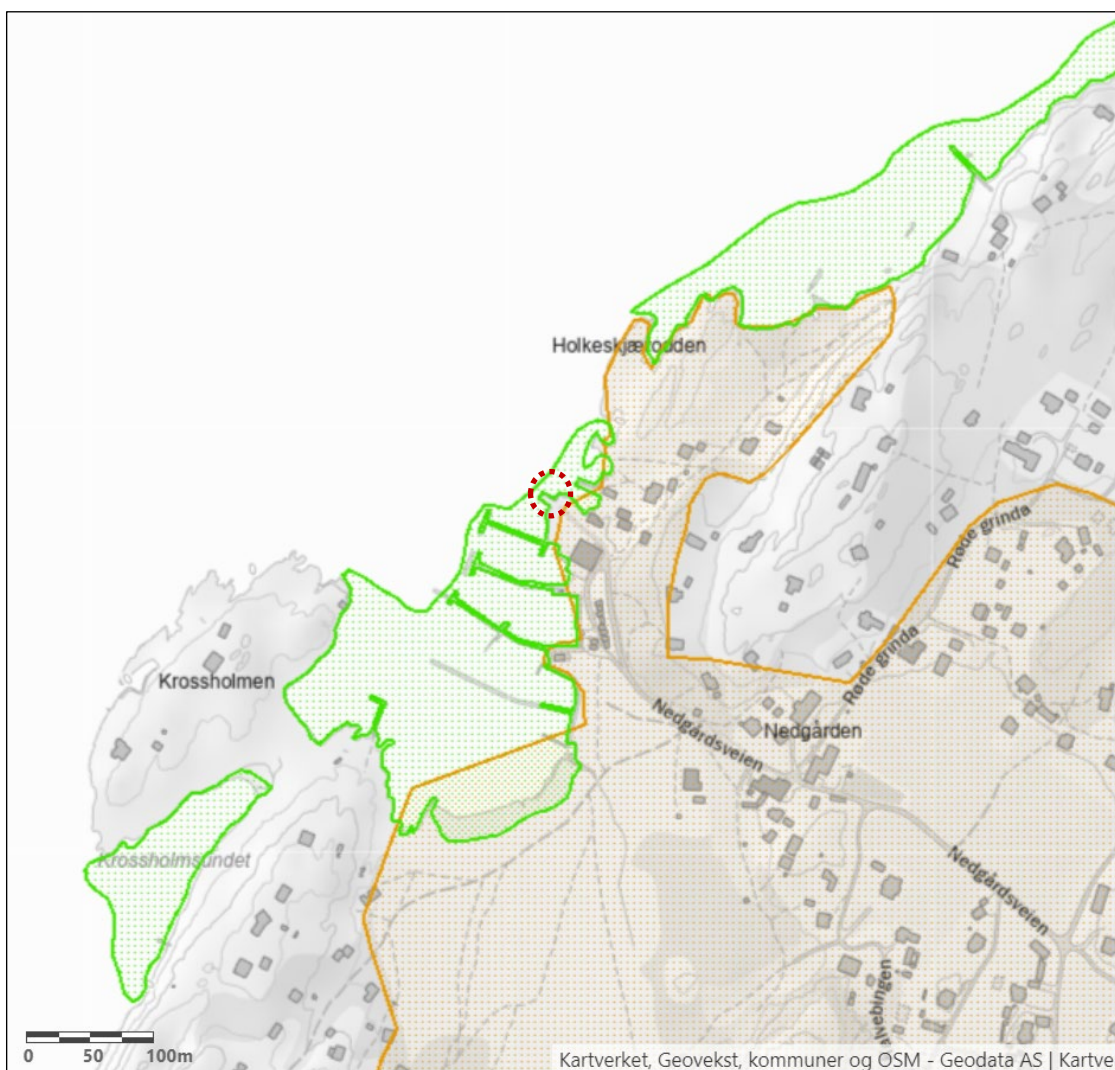 Holkeskjærodden
Røde grinda
Krossholmen
Røde grinda
Nedgårdsveien
Nedgården
Krossholmsundet
Nedgårdsveien
alvebingen
0 50 100m
Kartverket, Geovekst, kommuner og OSM - Geodata AS | Kartve